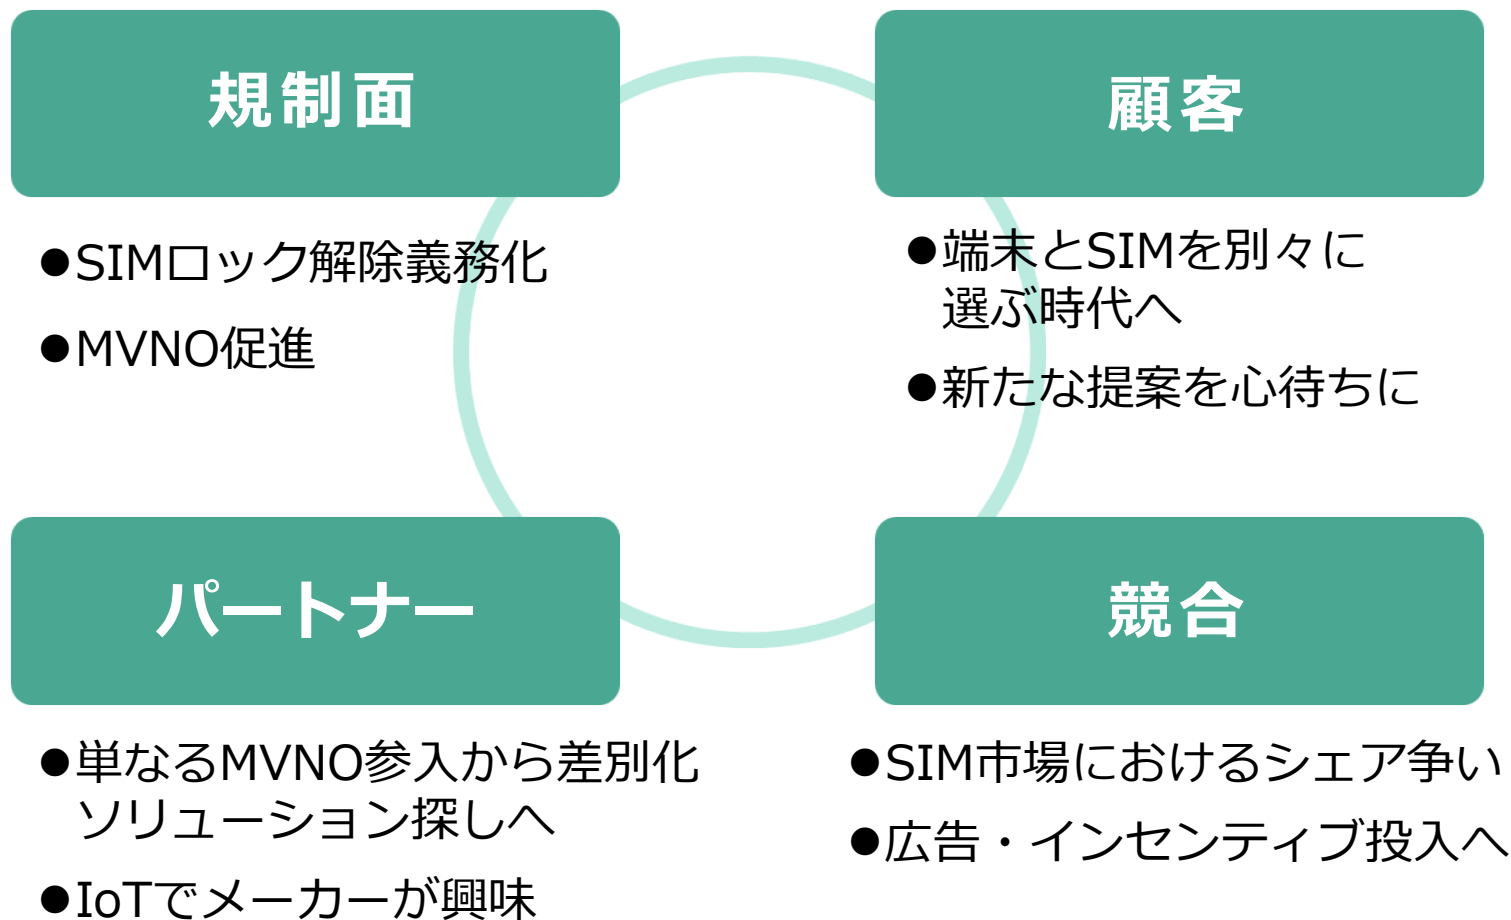 規制面
●SIMロック解除義務化
●MVNO促進
顧客
●端末とSIMを別々に
選ぶ時代へ
●新たな提案を心待ちに
パートナー
●単なるMVNO参入から差別化
ソリューション探しへ
●IoTでメーカーが興味
競合
●SIM市場におけるシェア争い
●広告・インセンティブ投入へ